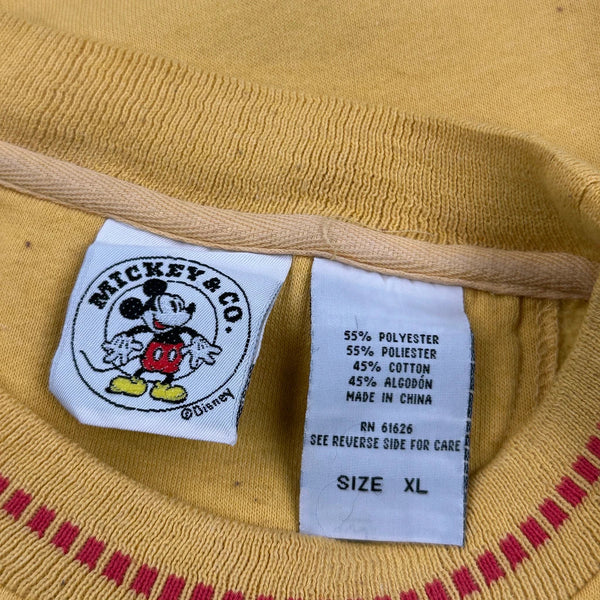 MICKEY & CO.
©Disney
55% POLYESTER
55% POLIESTER
45% COTTON
45% ALGODÓN
MADE IN CHINA
RN 61626
SEE REVERSE SIDE FOR CARE
SIZE XL